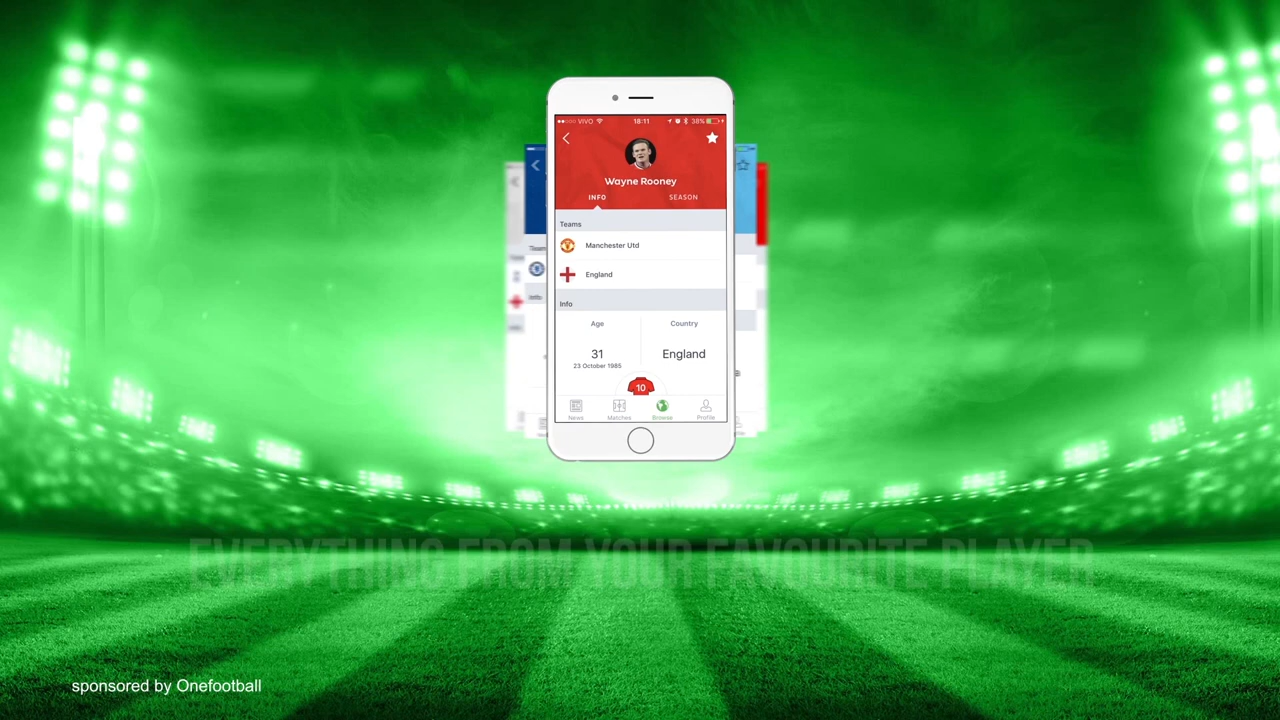 VIVO 18:11 38%
Wayne Rooney
INFO SEASON
Teams
Manchester Utd
England
Info
Age Country
31 England
23 October 1985
10
News Matches Browse Profile
EVERYTHING FROM YOUR FAVOURITE PLAYER
sponsored by Onefootball